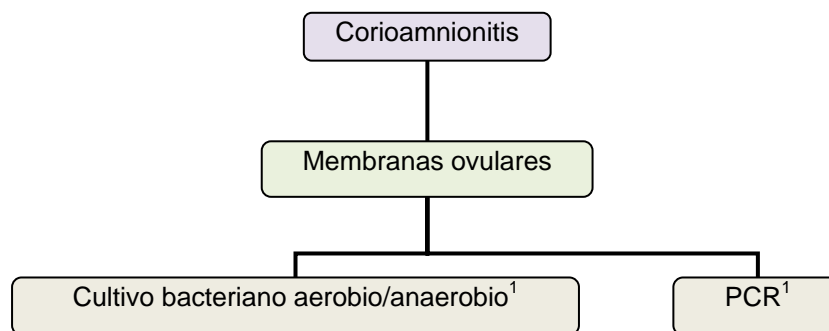 Corioamnionitis
Membranas ovulares
Cultivo bacteriano aerobio/anaerobio¹
PCR¹